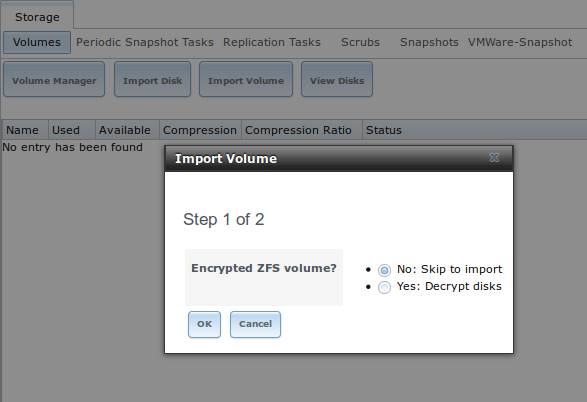 Storage
Volumes Periodic Snapshot Tasks Replication Tasks Scrubs Snapshots VMWare-Snapshot
Volume Manager Import Disk Import Volume View Disks
Name Used Available Compression Compression Ratio Status
No entry has been found
Import Volume
Step 1 of 2
Encrypted ZFS volume?
No: Skip to import
Yes: Decrypt disks
OK Cancel